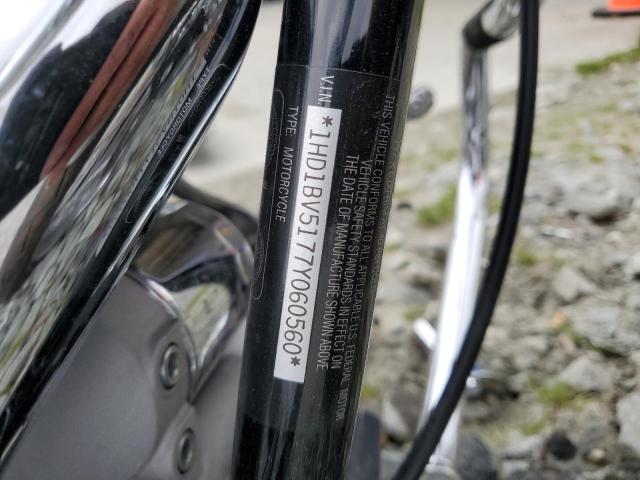 THIS VEHICLE CONFORMS TO ALL APPLICABLE U.S. FEDERAL MOTOR
VEHICLE SAFETY STANDARDS IN EFFECT ON
THE DATE OF MANUFACTURE SHOWN ABOVE
V.I.N. *1HD1BV5177Y060560*
TYPE: MOTORCYCLE